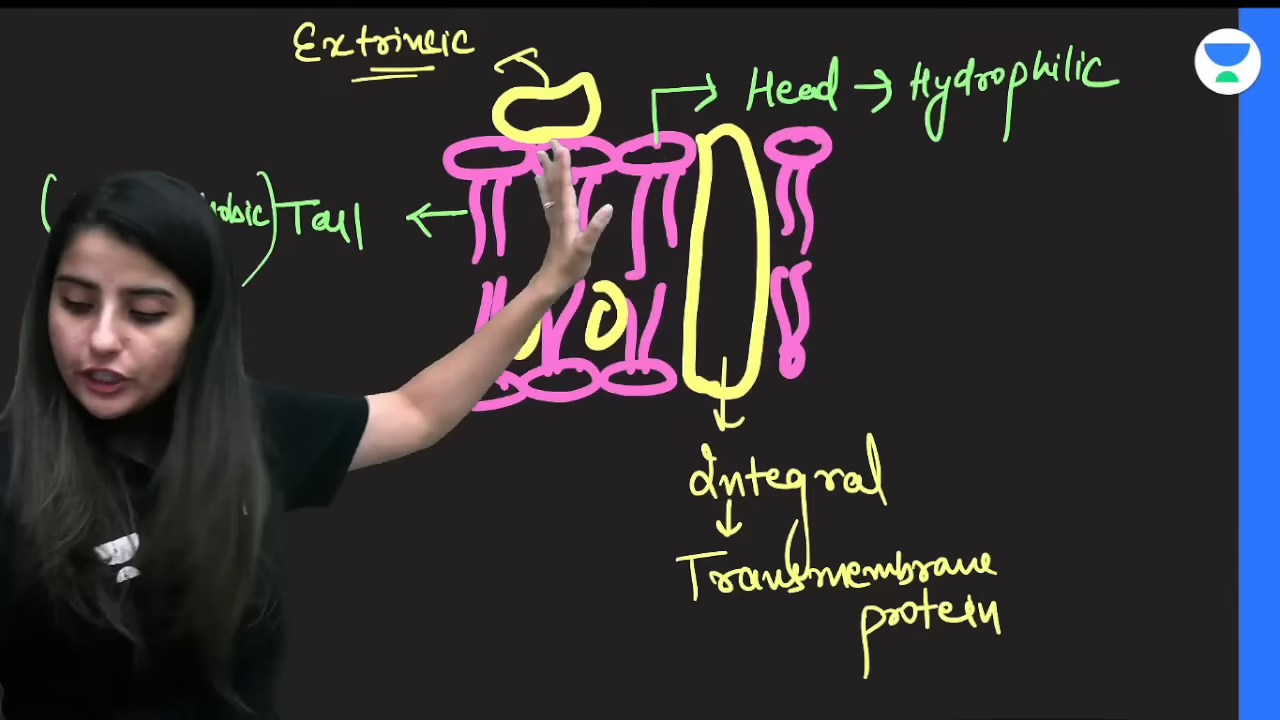 Extrinsic
Head → Hydrophilic
Tail
Integral
Transmembrane
protein